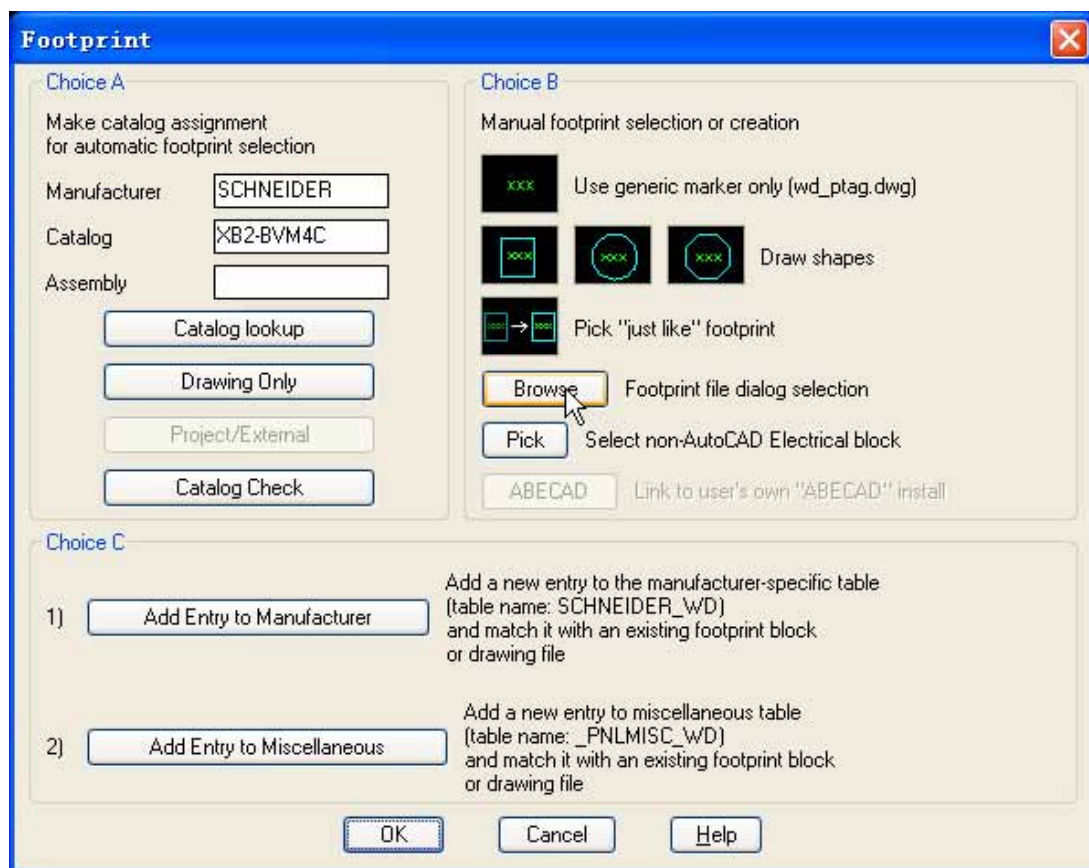 Footprint
Choice A
Make catalog assignment
for automatic footprint selection
Manufacturer SCHNEIDER
Catalog XB2-BVM4C
Assembly
Catalog lookup
Drawing Only
Project/External
Catalog Check
Choice B
Manual footprint selection or creation
xxx Use generic marker only (wd_ptag.dwg)
xxx xxx xxx Draw shapes
xxx xxx Pick "just like" footprint
Browse Footprint file dialog selection
Pick Select non-AutoCAD Electrical block
ABECAD Link to user's own "ABECAD" install
Choice C
1) Add Entry to Manufacturer
Add a new entry to the manufacturer-specific table
(table name: SCHNEIDER_WD)
and match it with an existing footprint block
or drawing file
2) Add Entry to Miscellaneous
Add a new entry to miscellaneous table
(table name: _PNLMISC_WD)
and match it with an existing footprint block
or drawing file
OK Cancel Help